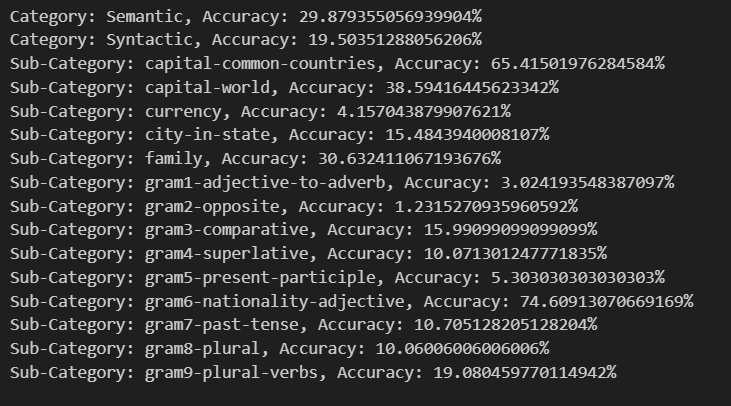 Category: Semantic, Accuracy: 29.879355056939904%
Category: Syntactic, Accuracy: 19.50351288056206%
Sub-Category: capital-common-countries, Accuracy: 65.41501976284584%
Sub-Category: capital-world, Accuracy: 38.59416445623342%
Sub-Category: currency, Accuracy: 4.157043879907621%
Sub-Category: city-in-state, Accuracy: 15.4843940008107%
Sub-Category: family, Accuracy: 30.632411067193676%
Sub-Category: gram1-adjective-to-adverb, Accuracy: 3.024193548387097%
Sub-Category: gram2-opposite, Accuracy: 1.2315270935960592%
Sub-Category: gram3-comparative, Accuracy: 15.99099099099099%
Sub-Category: gram4-superlative, Accuracy: 10.071301247771835%
Sub-Category: gram5-present-participle, Accuracy: 5.303030303030303%
Sub-Category: gram6-nationality-adjective, Accuracy: 74.60913070669169%
Sub-Category: gram7-past-tense, Accuracy: 10.705128205128204%
Sub-Category: gram8-plural, Accuracy: 10.06006006006006%
Sub-Category: gram9-plural-verbs, Accuracy: 19.080459770114942%